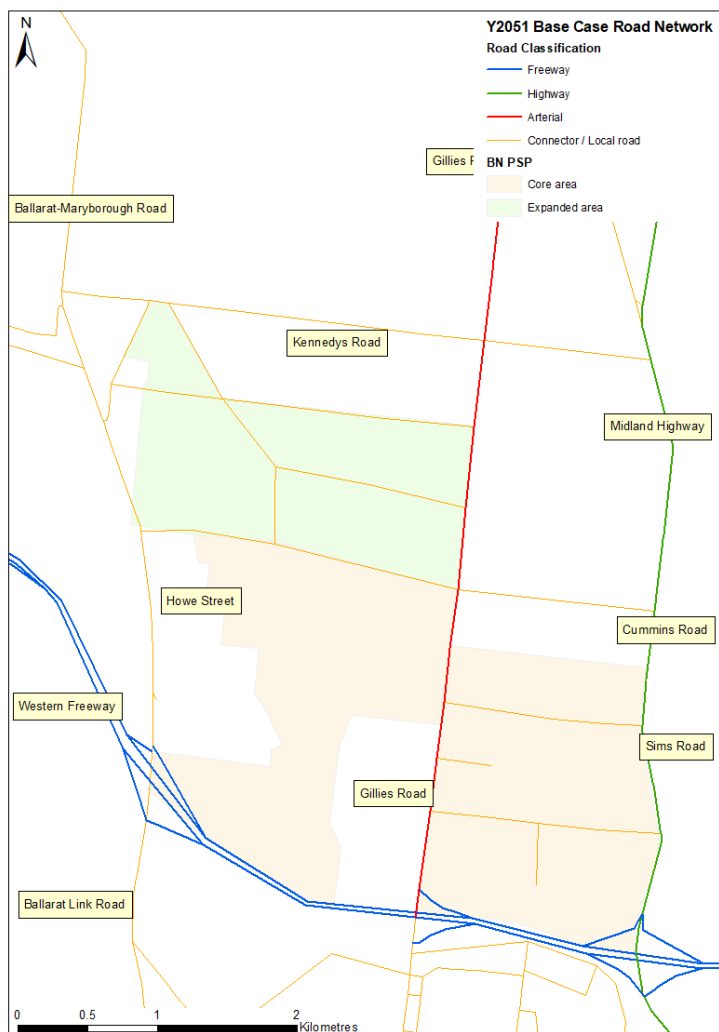 N
Y2051 Base Case Road Network
Road Classification
Freeway
Highway
Arterial
Connector / Local road
BN PSP
Core area
Expanded area
Gillies
Ballarat-Maryborough Road
Kennedys Road
Midland Highway
Howe Street
Cummins Road
Western Freeway
Sims Road
Gillies Road
Ballarat Link Road
0 0.5 1 2
Kilometres